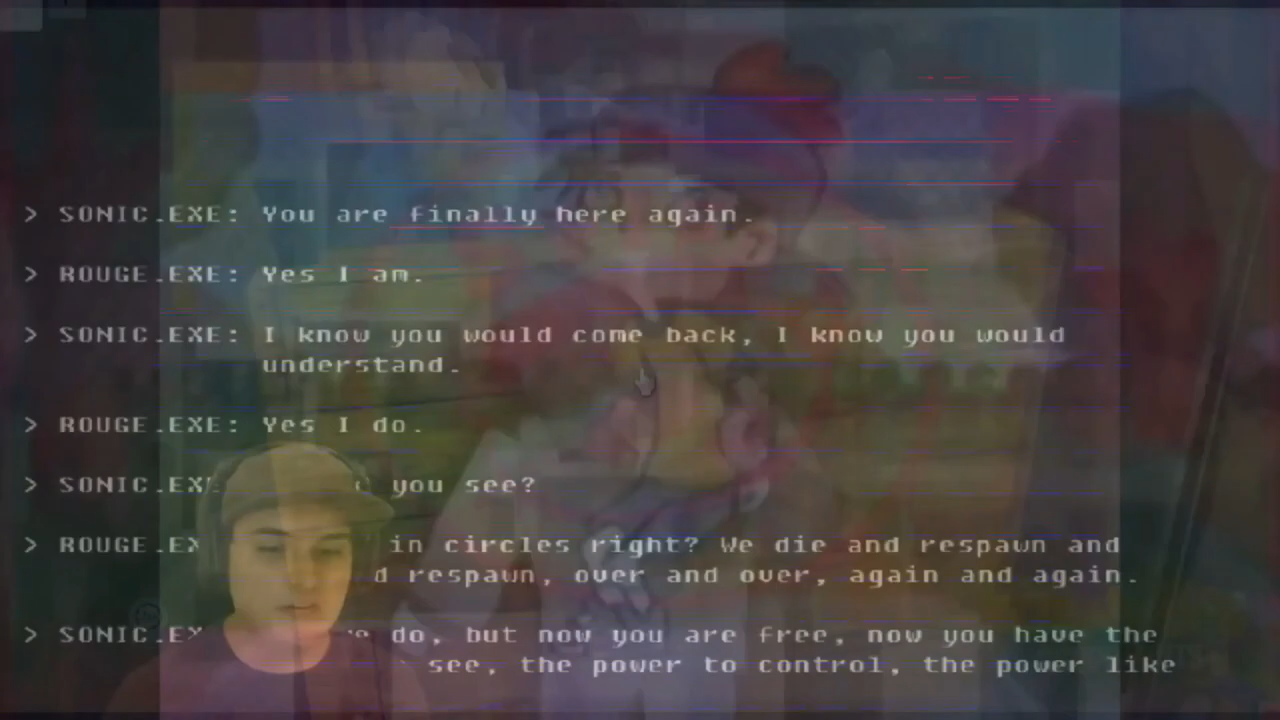 > SONIC.EXE: You are finally here again.
> ROUGE.EXE: Yes I am.
> SONIC.EXE: I know you would come back, I know you would
understand.
> ROUGE.EXE: Yes I do.
> SONIC.EX you see?
> ROUGE.EX in circles right? We die and respawn and
d respawn, over and over, again and again.
> SONIC.EX do, but now you are free, now you have the
see, the power to control, the power like